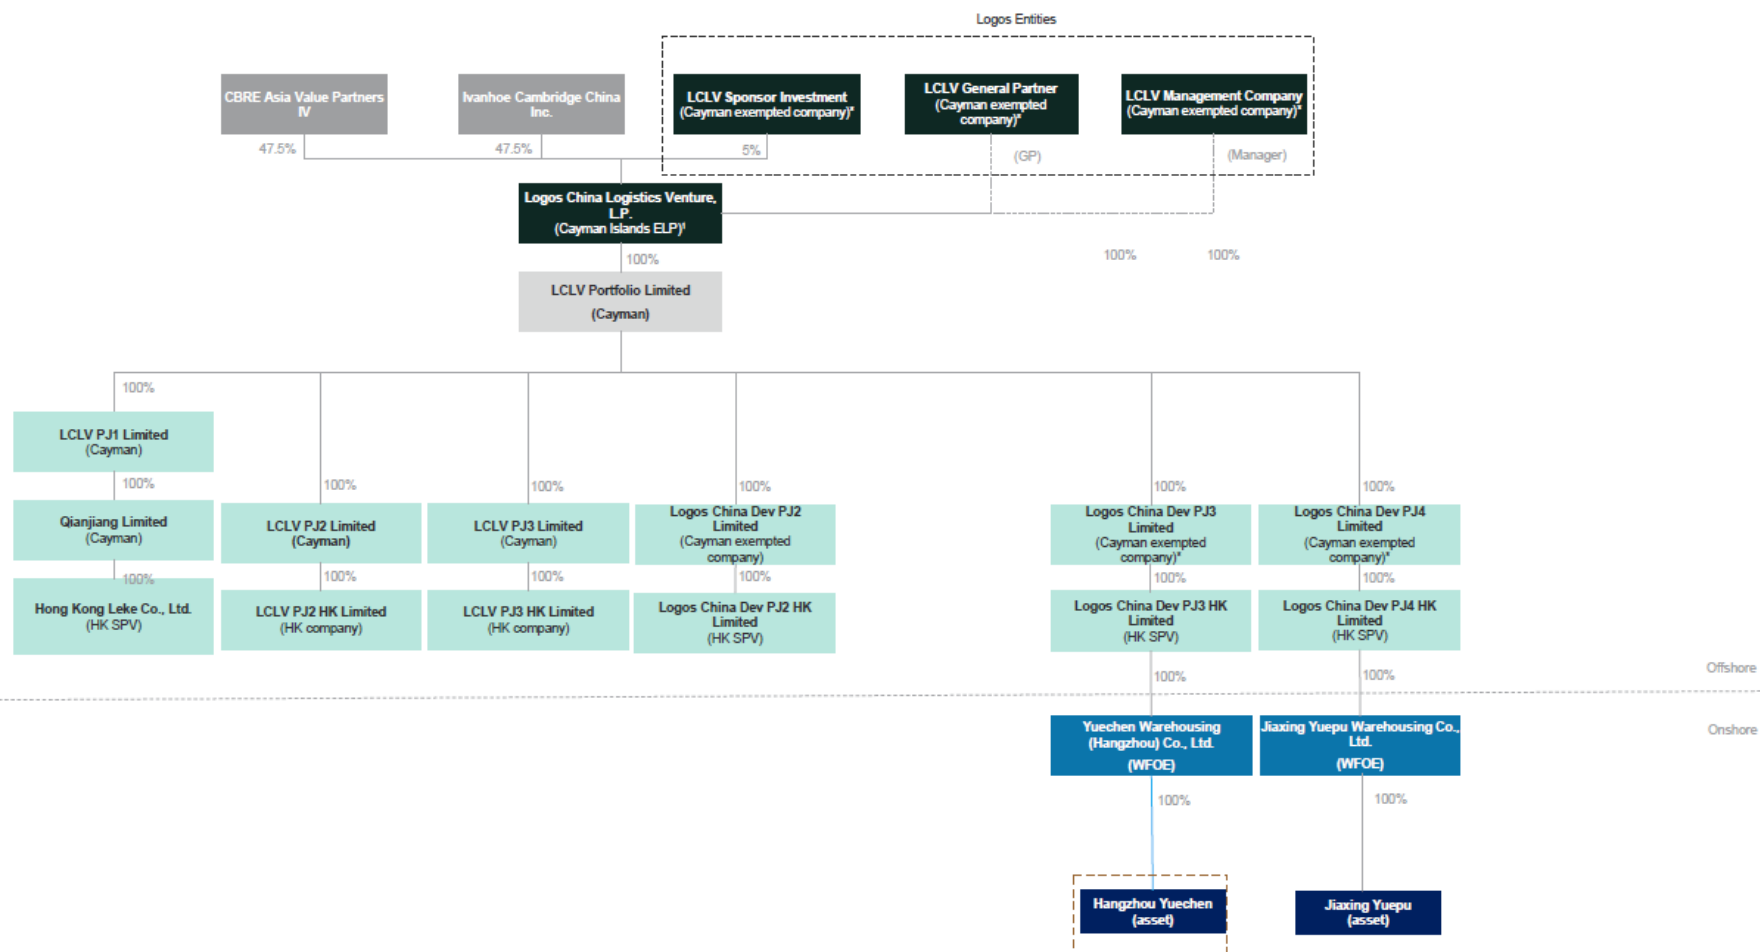 Logos Entities
CBRE Asia Value Partners
IV
Ivanhoe Cambridge China
Inc.
LCLV Sponsor Investment
(Cayman exempted company)*
LCLV General Partner
(Cayman exempted
company)*
LCLV Management Company
(Cayman exempted company)*
47.5%
47.5%
5%
(GP)
(Manager)
Logos China Logistics Venture,
L.P.
(Cayman Islands ELP)¹
100%
100%
100%
LCLV Portfolio Limited
(Cayman)
100%
LCLV PJ1 Limited
(Cayman)
100%
100%
100%
100%
100%
100%
Qianjiang Limited
(Cayman)
LCLV PJ2 Limited
(Cayman)
LCLV PJ3 Limited
(Cayman)
Logos China Dev PJ2
Limited
(Cayman exempted
company)
Logos China Dev PJ3
Limited
(Cayman exempted
company)*
Logos China Dev PJ4
Limited
(Cayman exempted
company)*
100%
100%
100%
100%
100%
100%
Hong Kong Leke Co., Ltd.
(HK SPV)
LCLV PJ2 HK Limited
(HK company)
LCLV PJ3 HK Limited
(HK company)
Logos China Dev PJ2 HK
Limited
(HK SPV)
Logos China Dev PJ3 HK
Limited
(HK SPV)
Logos China Dev PJ4 HK
Limited
(HK SPV)
100%
100%
Offshore
Onshore
Yuechen Warehousing
(Hangzhou) Co., Ltd.
(WFOE)
Jiaxing Yuepu Warehousing Co.,
Ltd.
(WFOE)
100%
100%
Hangzhou Yuechen
(asset)
Jiaxing Yuepu
(asset)